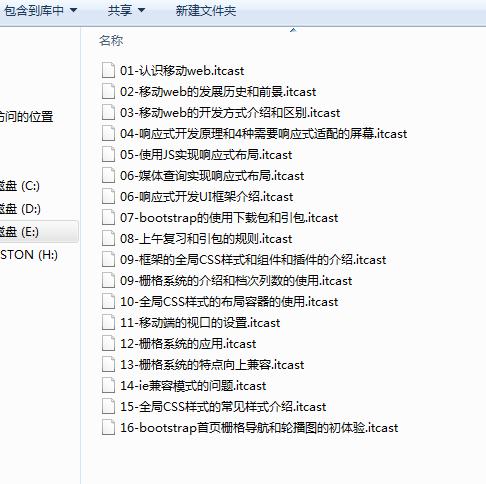 包含到库中 共享 新建文件夹
名称
01-认识移动web.itcast
02-移动web的发展历史和前景.itcast
03-移动web的开发方式介绍和区别.itcast
访问的位置
04-响应式开发原理和4种需要响应式适配的屏幕.itcast
05-使用JS实现响应式布局.itcast
06-媒体查询实现响应式布局.itcast
磁盘 (C:)
06-响应式开发UI框架介绍.itcast
磁盘 (D:)
07-bootstrap的使用下载包和引包.itcast
磁盘 (E:)
08-上午复习和引包的规则.itcast
STON (H:)
09-框架的全局CSS样式和组件和插件的介绍.itcast
09-栅格系统的介绍和档次列数的使用.itcast
10-全局CSS样式的布局容器的使用.itcast
11-移动端的视口的设置.itcast
12-栅格系统的应用.itcast
13-栅格系统的特点向上兼容.itcast
14-ie兼容模式的问题.itcast
15-全局CSS样式的常见样式介绍.itcast
16-bootstrap首页栅格导航和轮播图的初体验.itcast